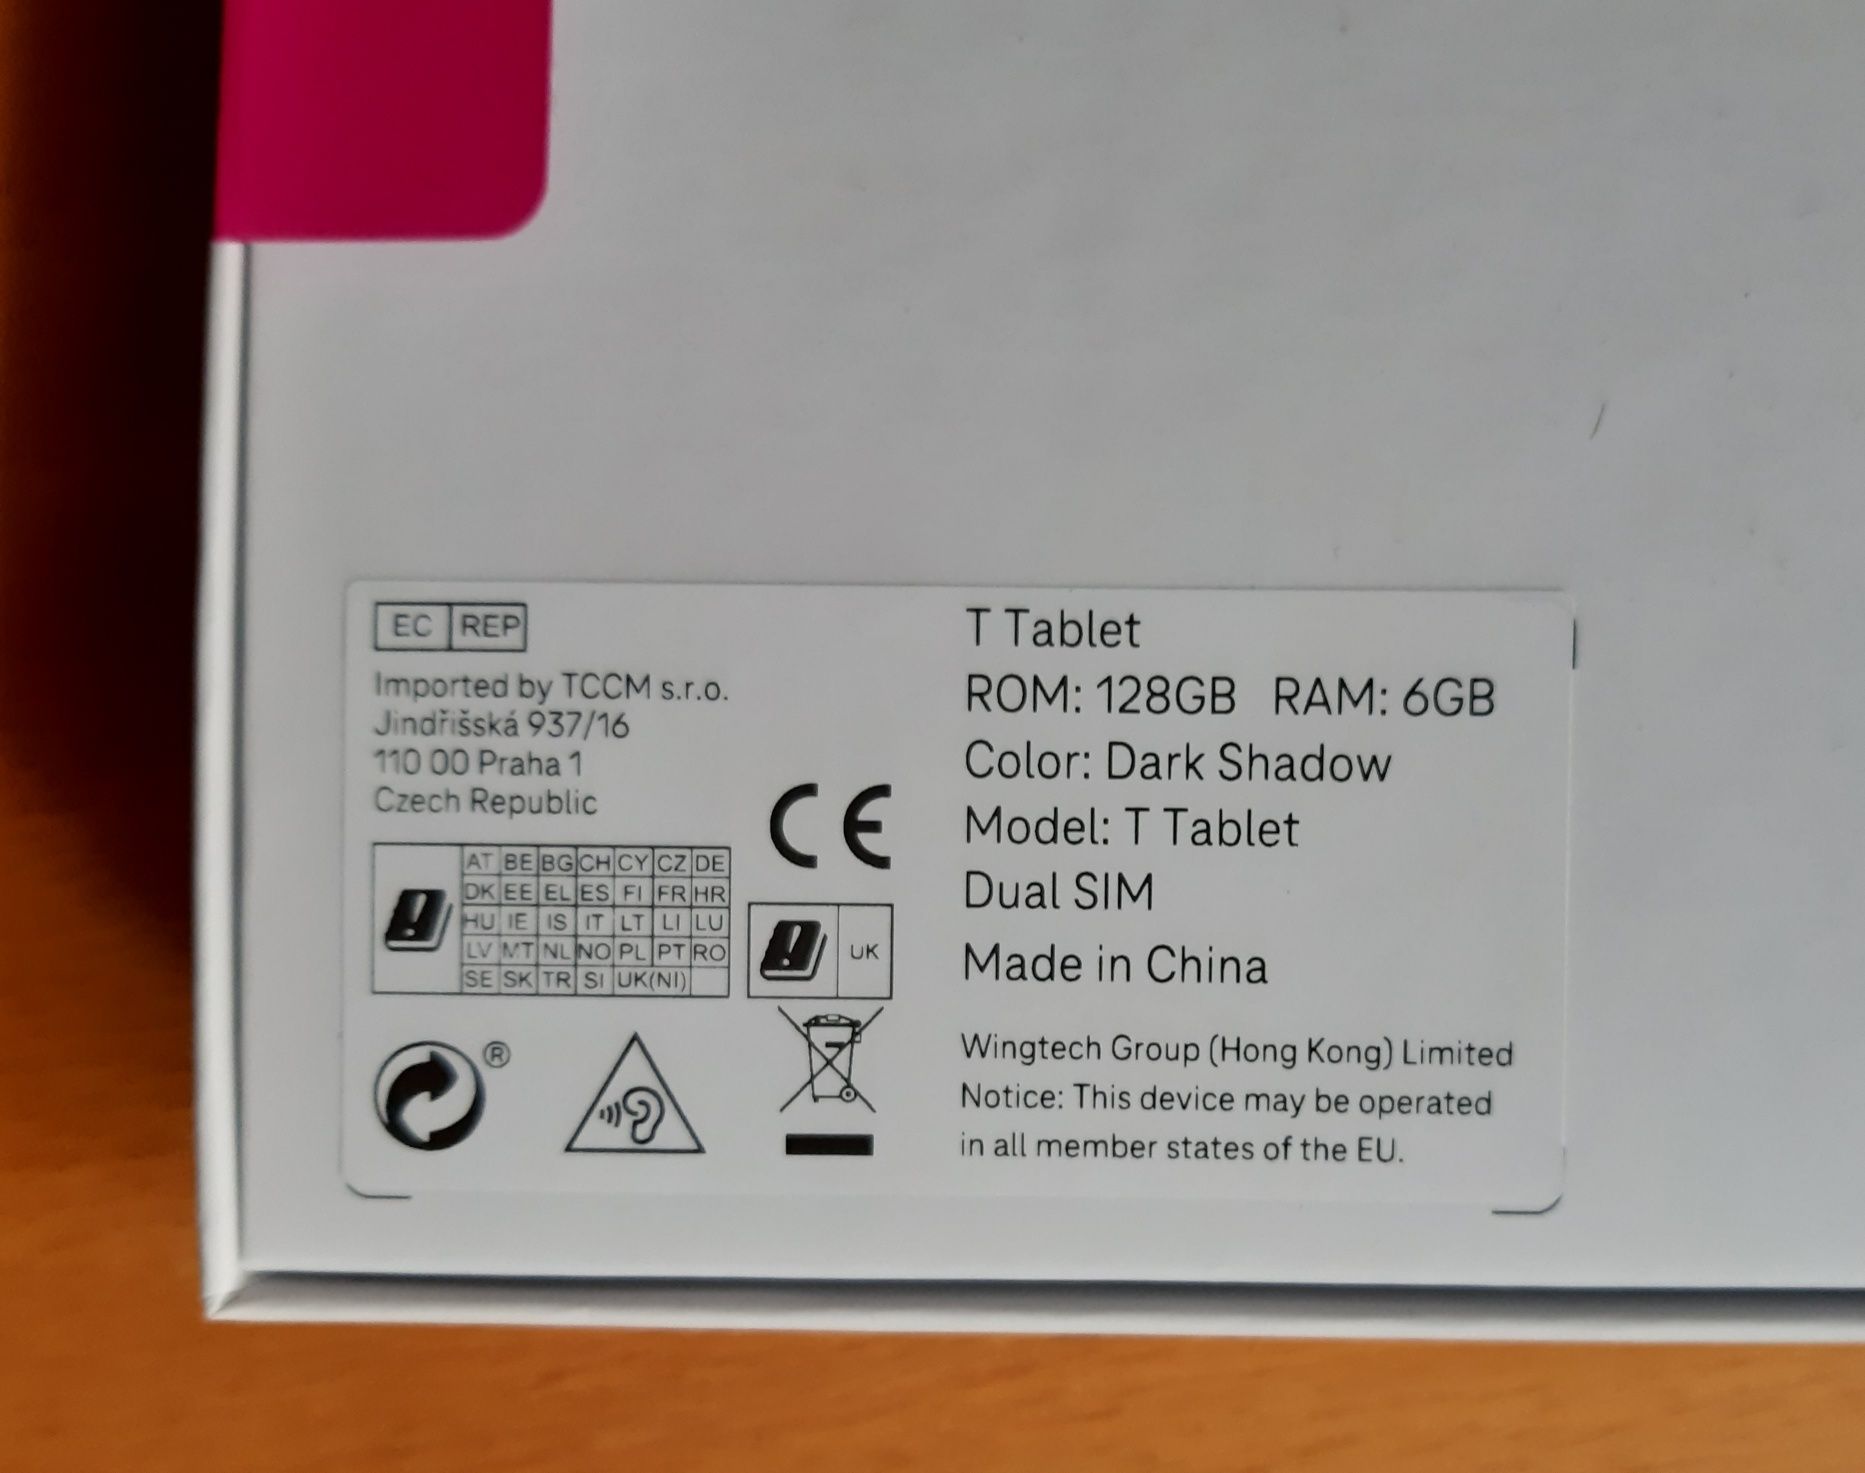 EC REP
Imported by TCCM s.r.o.
Jindřišská 937/16
110 00 Praha 1
Czech Republic
AT BE BG CH CY CZ DE
DK EE EL ES FI FR HR
HU IE IS IT LT LI LU
LV MT NL NO PL PT RO
SE SK TR SI UK(NI)
CE
UK
®
T Tablet
ROM: 128GB RAM: 6GB
Color: Dark Shadow
Model: T Tablet
Dual SIM
Made in China
Wingtech Group (Hong Kong) Limited
Notice: This device may be operated
in all member states of the EU.